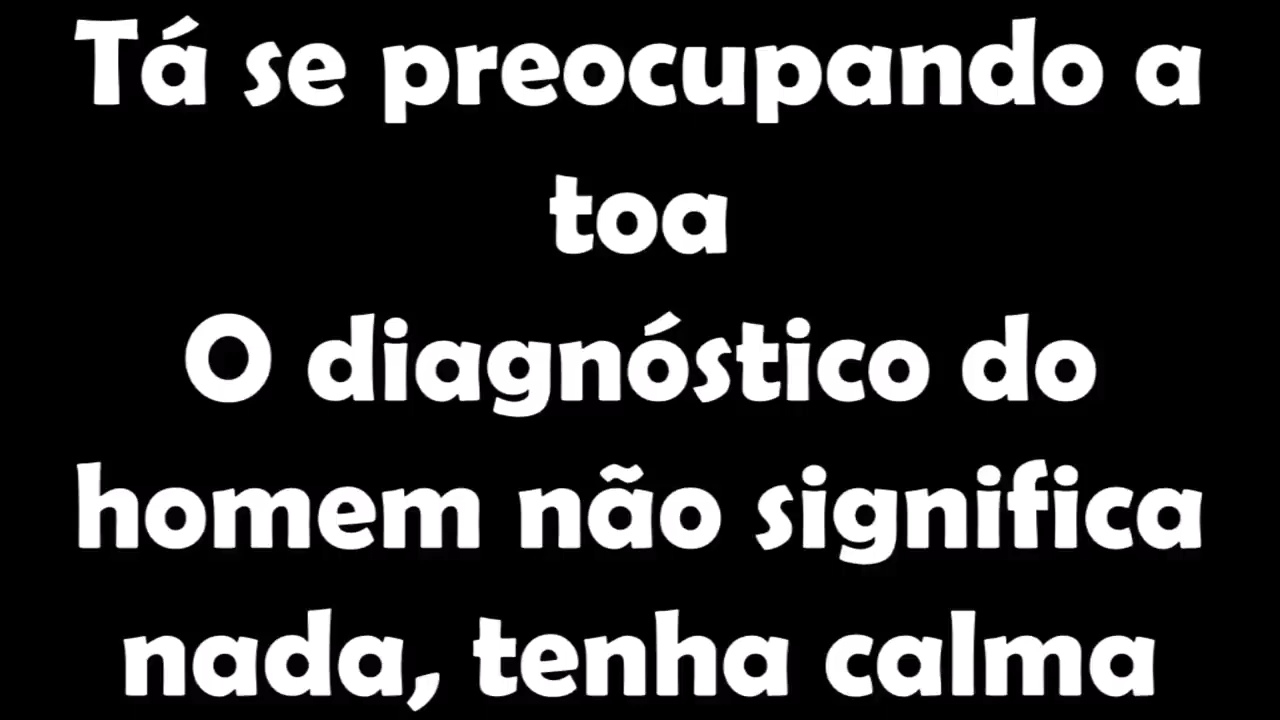 Tá se preocupando a
toa
O diagnóstico do
homem não significa
nada, tenha calma